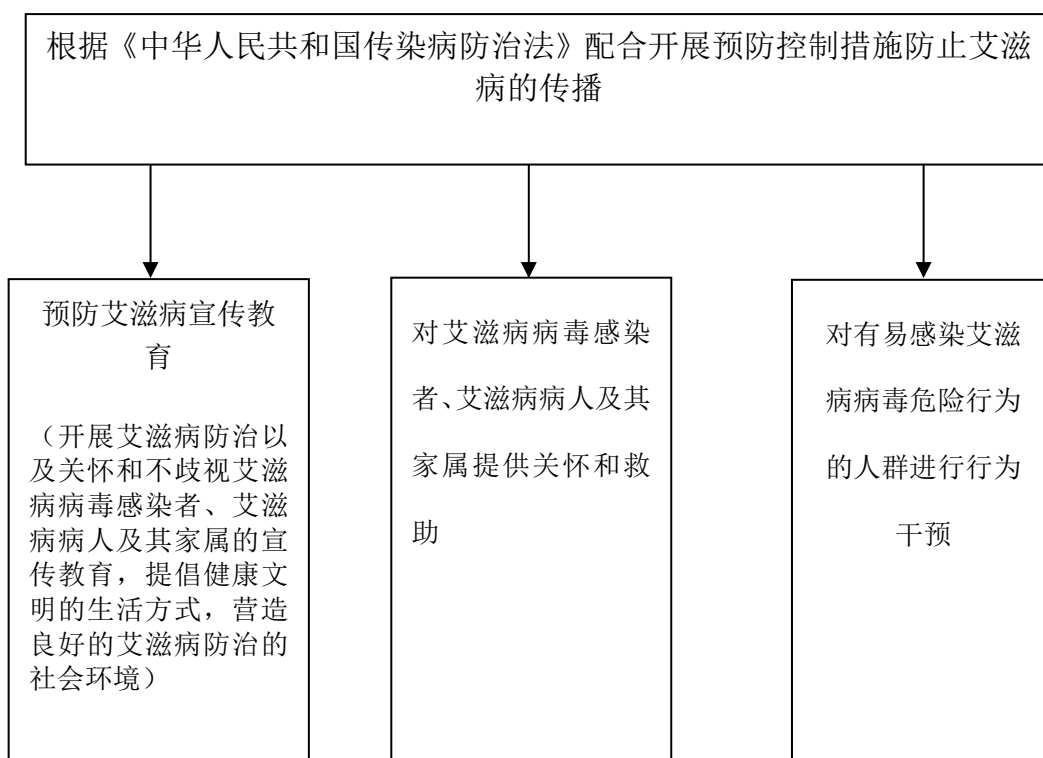 根据《中华人民共和国传染病防治法》配合开展预防控制措施防止艾滋
病的传播
预防艾滋病宣传教
育
（开展艾滋病防治以
及关怀和不歧视艾滋
病病毒感染者、艾滋
病病人及其家属的宣
传教育，提倡健康文
明的生活方式，营造
良好的艾滋病防治的
社会环境）
对艾滋病病毒感染
者、艾滋病病人及其
家属提供关怀和救
助
对有易感染艾滋
病病毒危险行为
的人群进行行为
干预